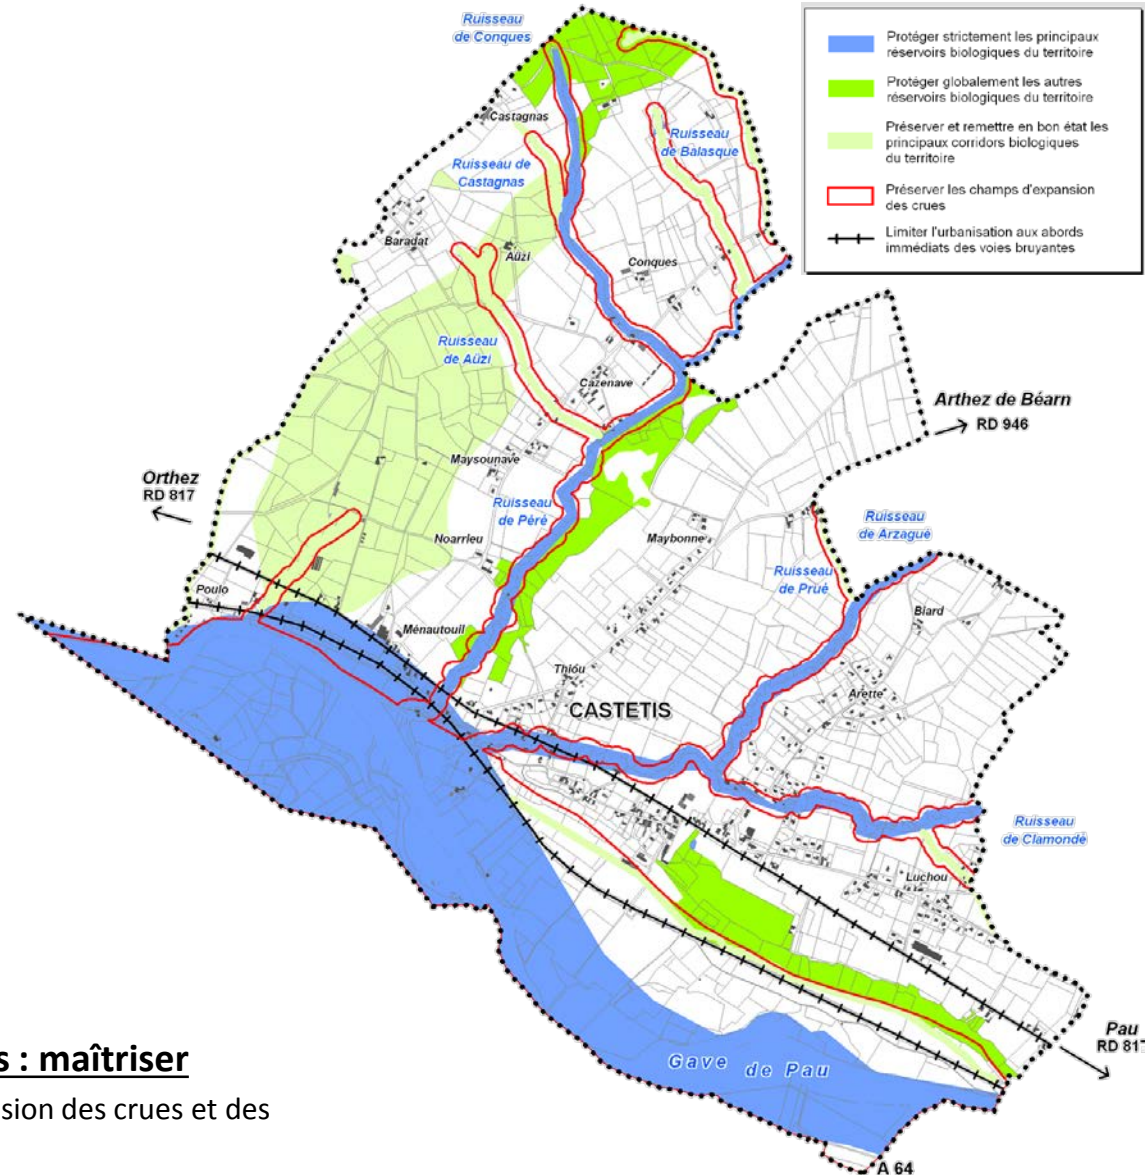 Protéger strictement les principaux
réservoirs biologiques du territoire
Protéger globalement les autres
réservoirs biologiques du territoire
Préserver et remettre en bon état les
principaux corridors biologiques
du territoire
Préserver les champs d'expansion
des crues
Limiter l'urbanisation aux abords
immédiats des voies bruyantes
Ruisseau
de Conques
Castagnas
Ruisseau
de Balasque
Ruisseau de
Castagnas
Baradat
Aüzi
Conques
Ruisseau
de Aüzi
Cazenave
Arthez de Béarn
RD 946
Maysounave
Orthez
RD 817
Ruisseau
de Pèré
Ruisseau
de Arzagué
Noarrieu
Maybonne
Ruisseau
de Prué
Poulo
Biard
Ménautouil
Thiou
Arette
CASTETIS
Ruisseau
de Clamondé
Luchou
Pau
RD 817
Gave de Pau
s : maîtriser
sion des crues et des
A 64